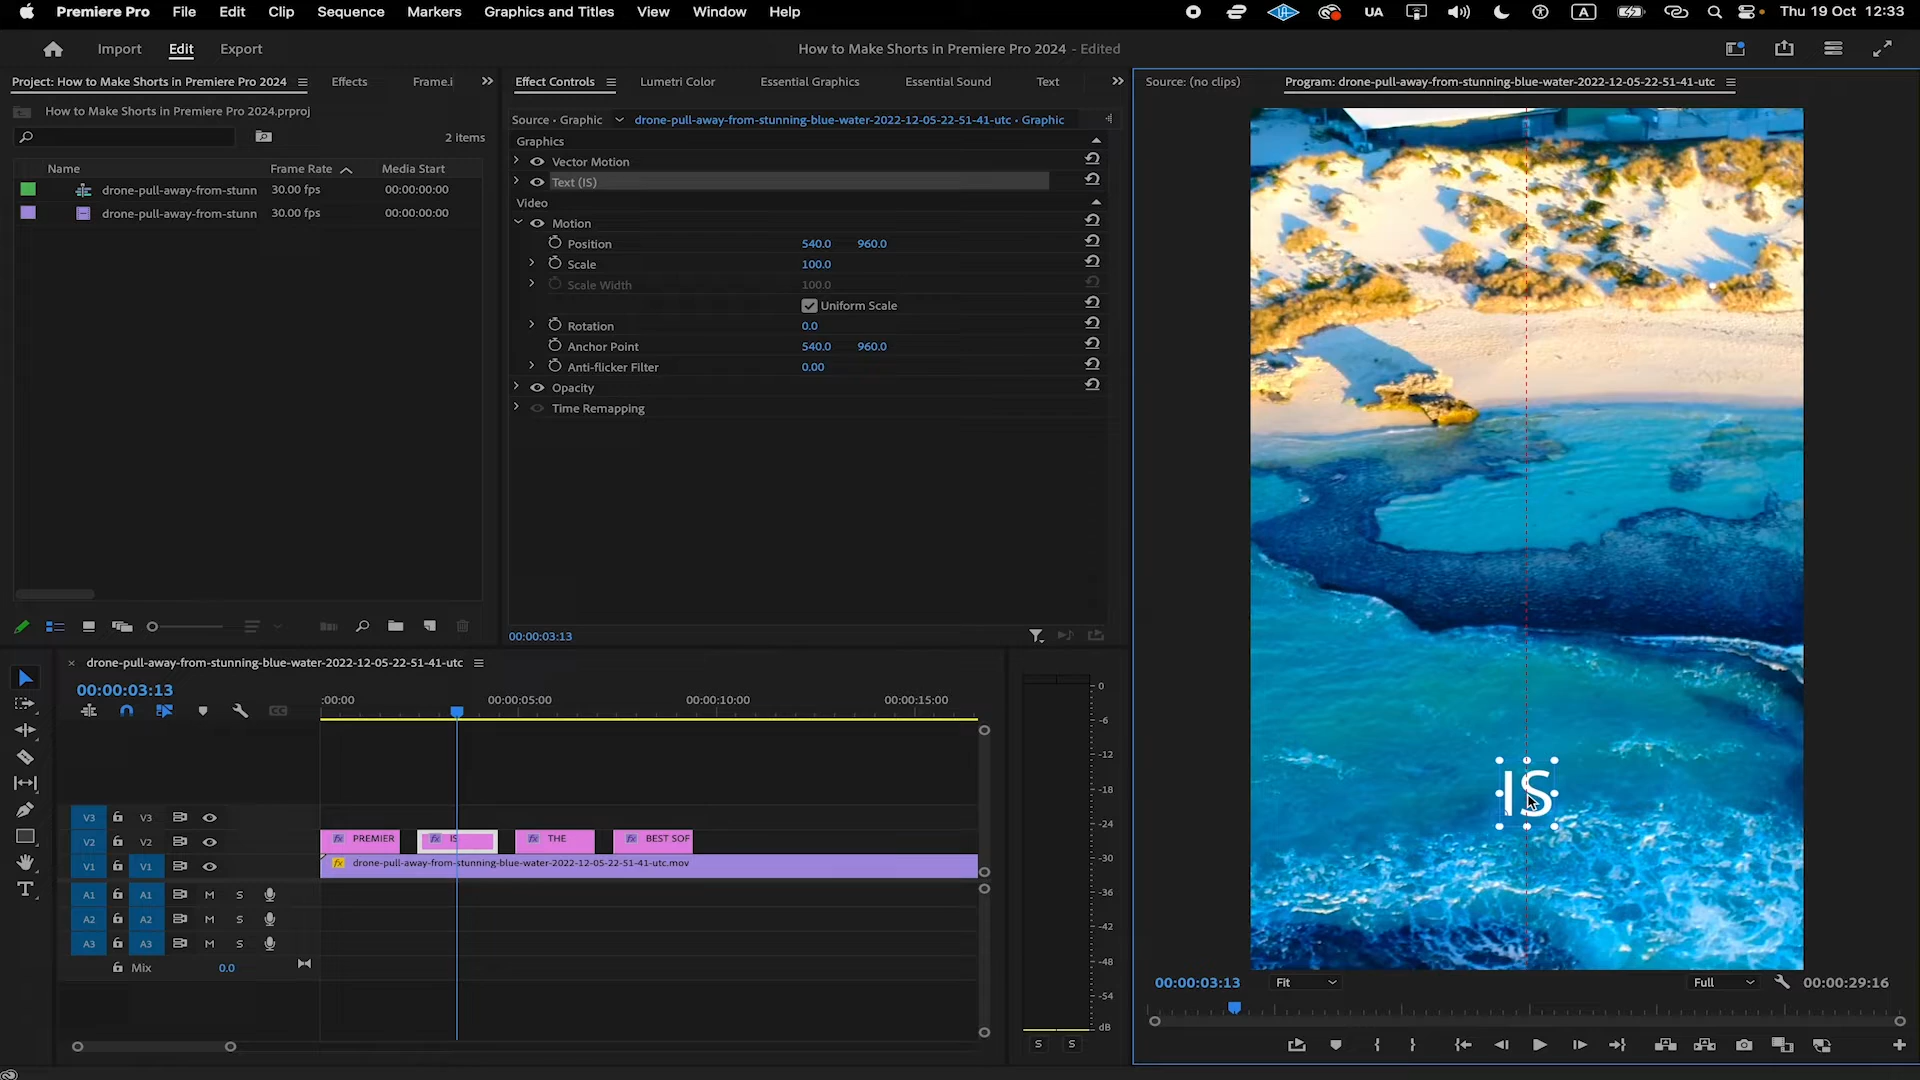 Premiere Pro File Edit Clip Sequence Markers Graphics and Titles View Window Help UA A Thu 19 Oct 12:33
Import Edit Export How to Make Shorts in Premiere Pro 2024 - Edited
Project: How to Make Shorts in Premiere Pro 2024 Effects Frame.i
How to Make Shorts in Premiere Pro 2024.prproj
2 items
Name Frame Rate Media Start
drone-pull-away-from-stunn 30.00 fps 00:00:00:00
drone-pull-away-from-stunn 30.00 fps 00:00:00:00
Effect Controls Lumetri Color Essential Graphics Essential Sound Text
Source • Graphic drone-pull-away-from-stunning-blue-water-2022-12-05-22-51-41-utc • Graphic
Graphics
Vector Motion
Text (IS)
Video
Motion
Position 540.0 960.0
Scale 100.0
Scale Width 100.0
Uniform Scale
Rotation 0.0
Anchor Point 540.0 960.0
Anti-flicker Filter 0.00
Opacity
Time Remapping
00:00:03:13
Source: (no clips) Program: drone-pull-away-from-stunning-blue-water-2022-12-05-22-51-41-utc
IS
00:00:03:13 Fit Full 00:00:29:16
drone-pull-away-from-stunning-blue-water-2022-12-05-22-51-41-utc
00:00:03:13
:00:00 00:00:05:00 00:00:10:00 00:00:15:00
V3 V3
V2 V2 fx PREMIER fx IS fx THE fx BEST SOF
V1 V1 V1 fx drone-pull-away-from-stunning-blue-water-2022-12-05-22-51-41-utc.mov
A1 A1 A1 M S
A2 A2 A2 M S
A3 A3 A3 M S
Mix 0.0
0
-6
-12
-18
-24
-30
-36
-42
-48
-54
dB
S S